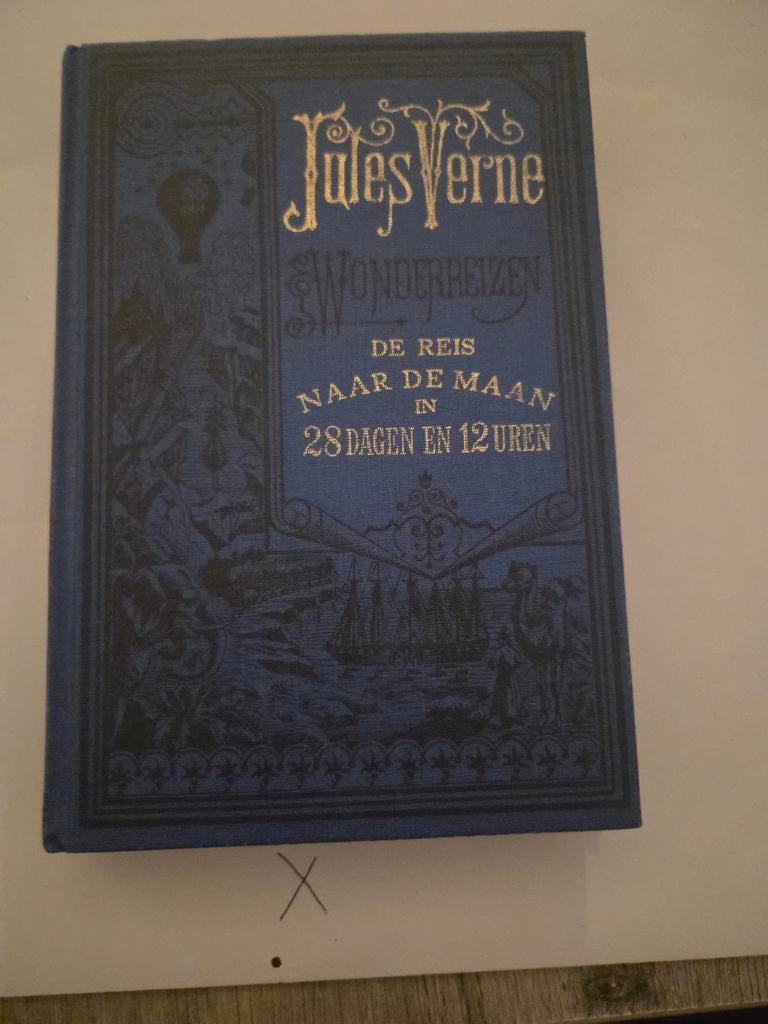 Jules Verne
Wonderreizen
DE REIS
NAAR DE MAAN
IN
28 DAGEN EN 12 UREN
X